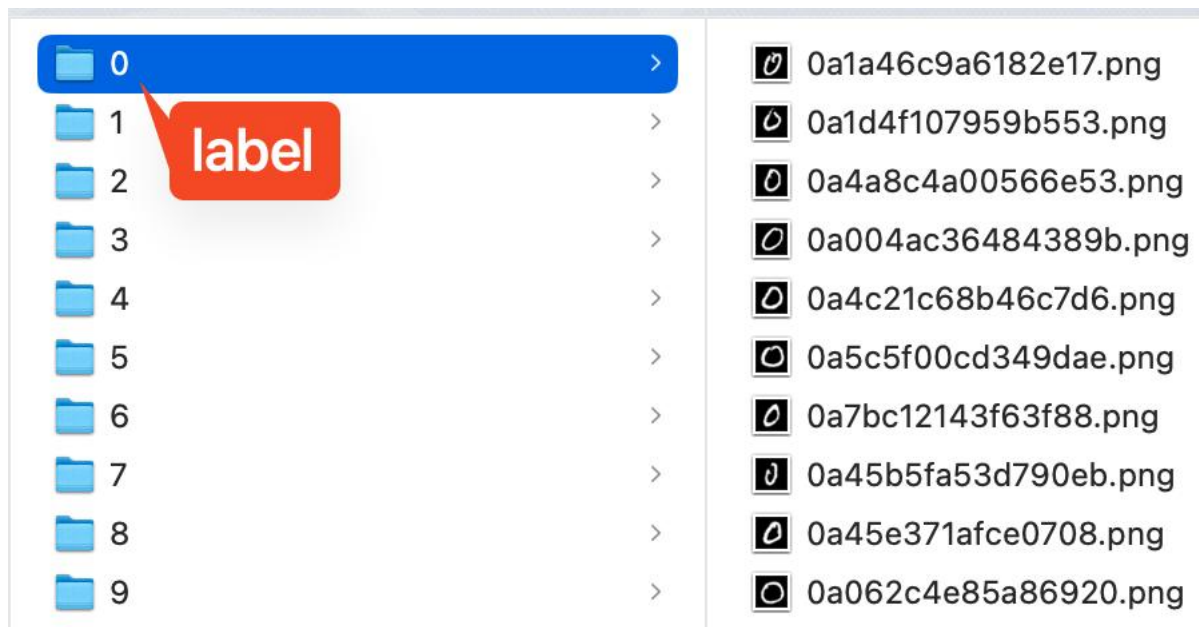 0
1
label
2
3
4
5
6
7
8
9
0a1a46c9a6182e17.png
0a1d4f107959b553.png
0a4a8c4a00566e53.png
0a004ac36484389b.png
0a4c21c68b46c7d6.png
0a5c5f00cd349dae.png
0a7bc12143f63f88.png
0a45b5fa53d790eb.png
0a45e371afce0708.png
0a062c4e85a86920.png